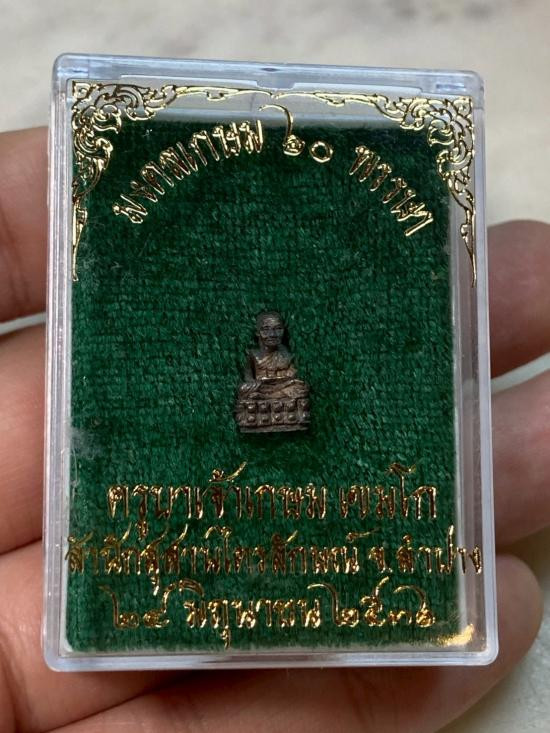 มงคลเกษม ๖๐ พรรษา
ครูบาเจ้าเกษม เขมโก
สำนักสุสานไตรลักษณ์ จ.ลำปาง
๒๘ มิถุนายน ๒๕๓๖